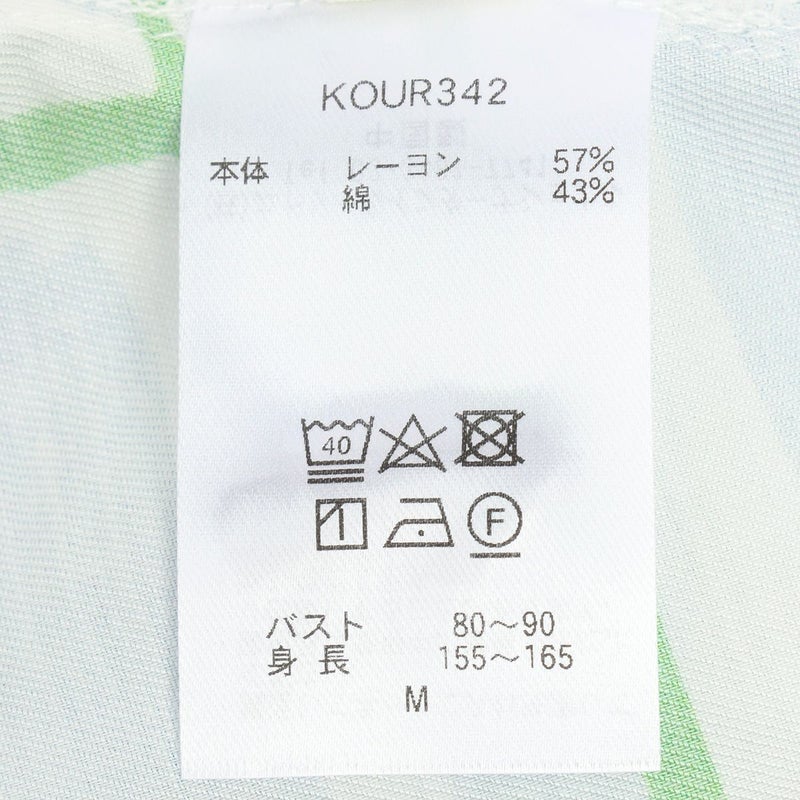 KOUR342
本体 レーヨン 57%
綿 43%
40
F
バスト 80～90
身長 155～165
M